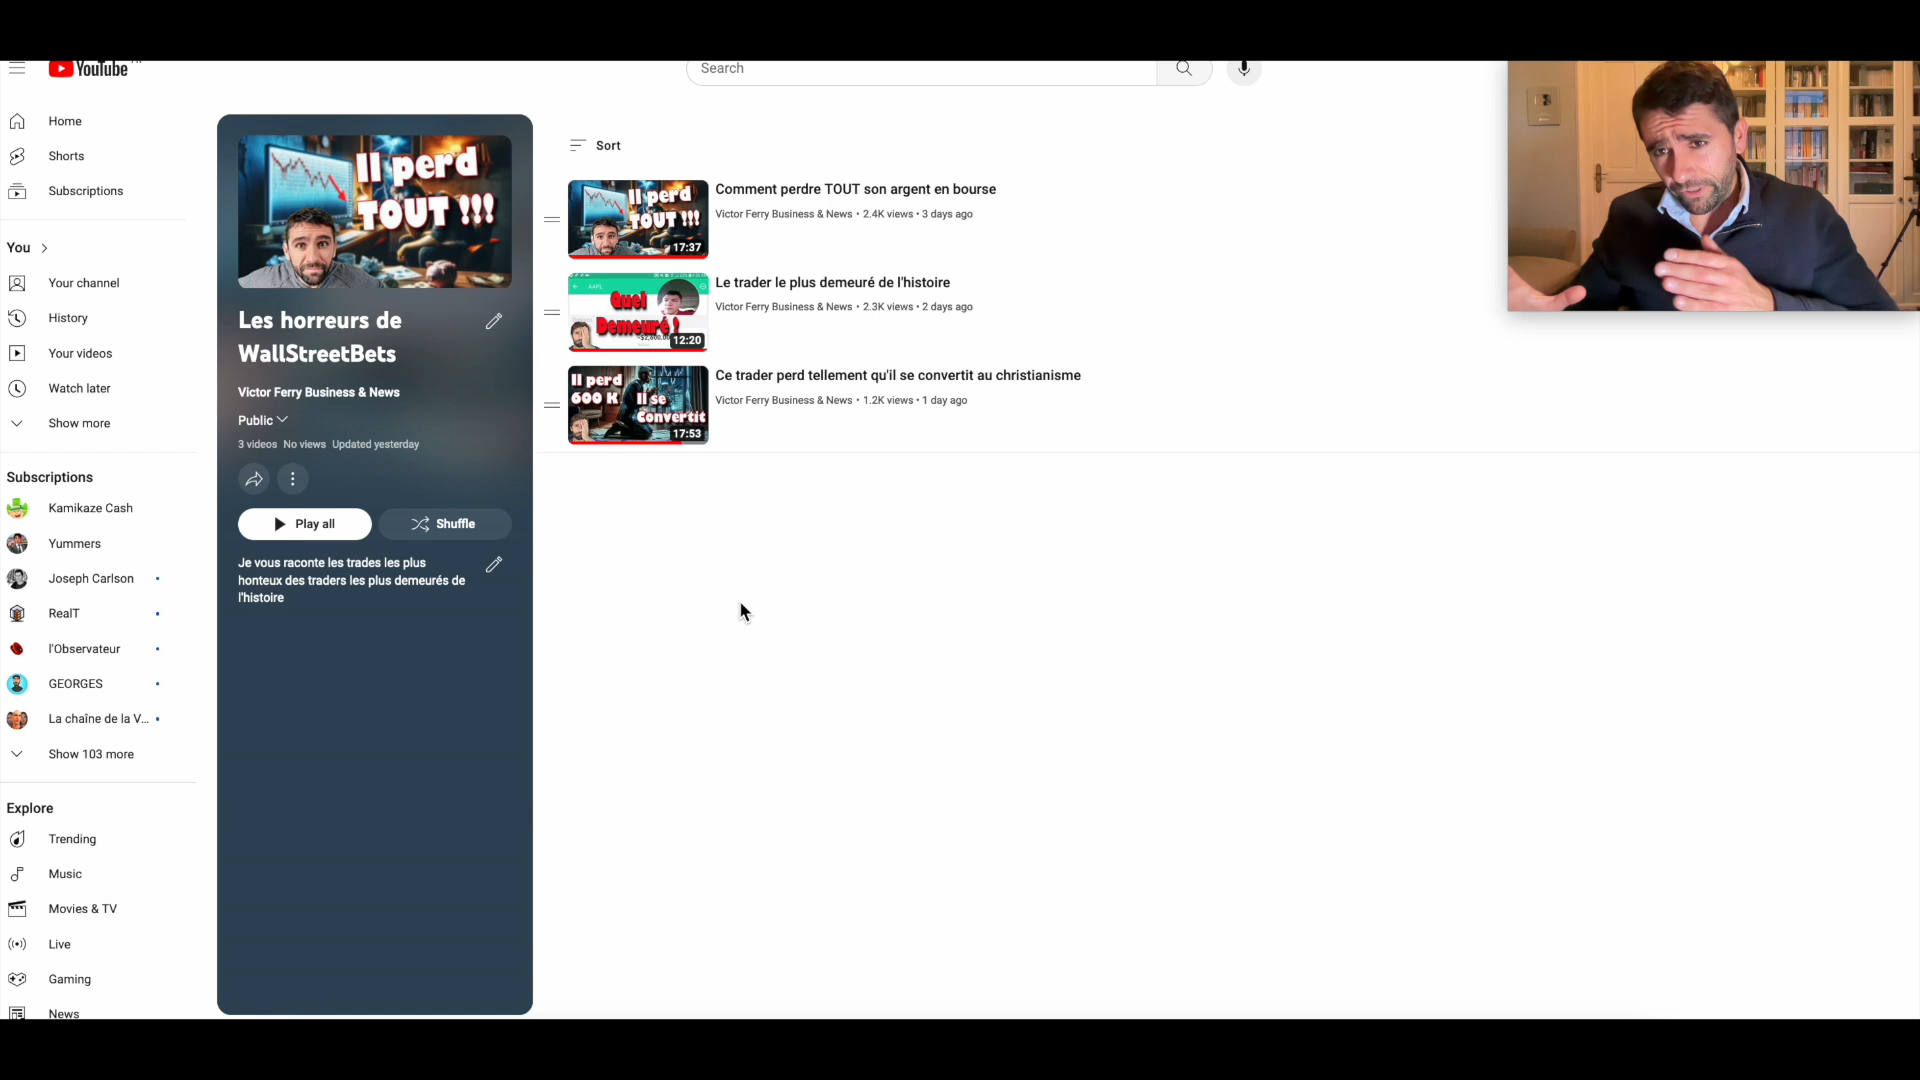 YouTube
Search
Home
Shorts
Subscriptions
You
Your channel
History
Your videos
Watch later
Show more
Subscriptions
Kamikaze Cash
Yummers
Joseph Carlson
RealT
l'Observateur
GEORGES
La chaîne de la V...
Show 103 more
Explore
Trending
Music
Movies & TV
Live
Gaming
News
Il perd
TOUT !!!
Les horreurs de
WallStreetBets
Victor Ferry Business & News
Public
3 videos No views Updated yesterday
Play all
Shuffle
Je vous raconte les trades les plus
honteux des traders les plus demeurés de
l'histoire
Sort
Il perd
TOUT !!!
17:37
Comment perdre TOUT son argent en bourse
Victor Ferry Business & News • 2.4K views • 3 days ago
AAPL
Quel
Demeuré !
12:20
Le trader le plus demeuré de l'histoire
Victor Ferry Business & News • 2.3K views • 2 days ago
Il perd
600 K Il se
Convertit
17:53
Ce trader perd tellement qu'il se convertit au christianisme
Victor Ferry Business & News • 1.2K views • 1 day ago